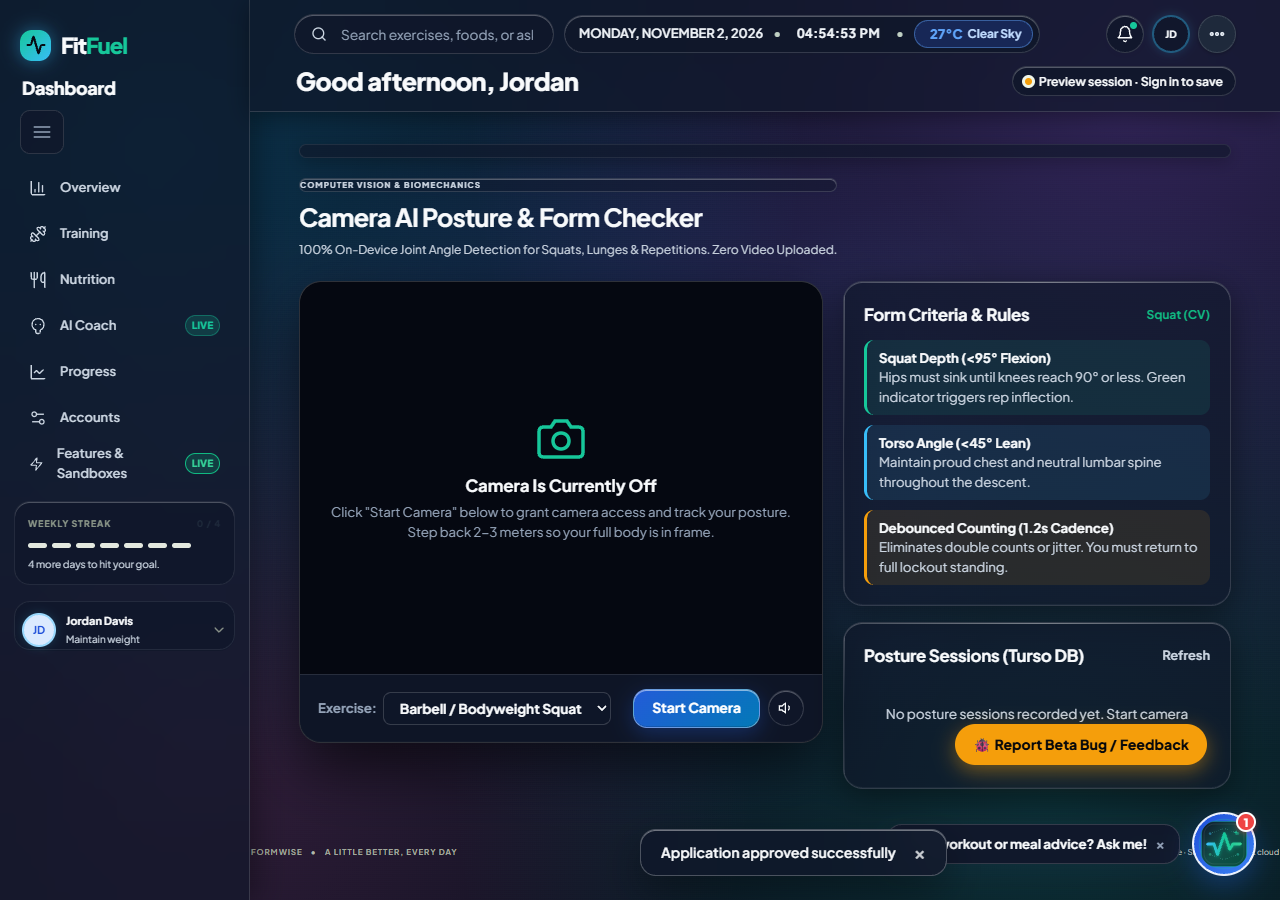 FitFuel
Search exercises, foods, or asl
MONDAY, NOVEMBER 2, 2026 • 04:54:53 PM • 27°C Clear Sky
JD
Dashboard
Good afternoon, Jordan
Preview session · Sign in to save
Overview
Training
Nutrition
AI Coach LIVE
Progress
Accounts
Features &
Sandboxes
LIVE
WEEKLY STREAK 0 / 4
4 more days to hit your goal.
JD
Jordan Davis
Maintain weight
COMPUTER VISION & BIOMECHANICS
Camera AI Posture & Form Checker
100% On-Device Joint Angle Detection for Squats, Lunges & Repetitions. Zero Video Uploaded.
Camera Is Currently Off
Click "Start Camera" below to grant camera access and track your posture.
Step back 2–3 meters so your full body is in frame.
Exercise: Barbell / Bodyweight Squat Start Camera
Form Criteria & Rules Squat (CV)
Squat Depth (<95° Flexion)
Hips must sink until knees reach 90° or less. Green
indicator triggers rep inflection.
Torso Angle (<45° Lean)
Maintain proud chest and neutral lumbar spine
throughout the descent.
Debounced Counting (1.2s Cadence)
Eliminates double counts or jitter. You must return to
full lockout standing.
Posture Sessions (Turso DB) Refresh
No posture sessions recorded yet. Start camera
🐞 Report Beta Bug / Feedback
FORMWISE • A LITTLE BETTER, EVERY DAY
Application approved successfully ×
workout or meal advice? Ask me! ×
1
cloud